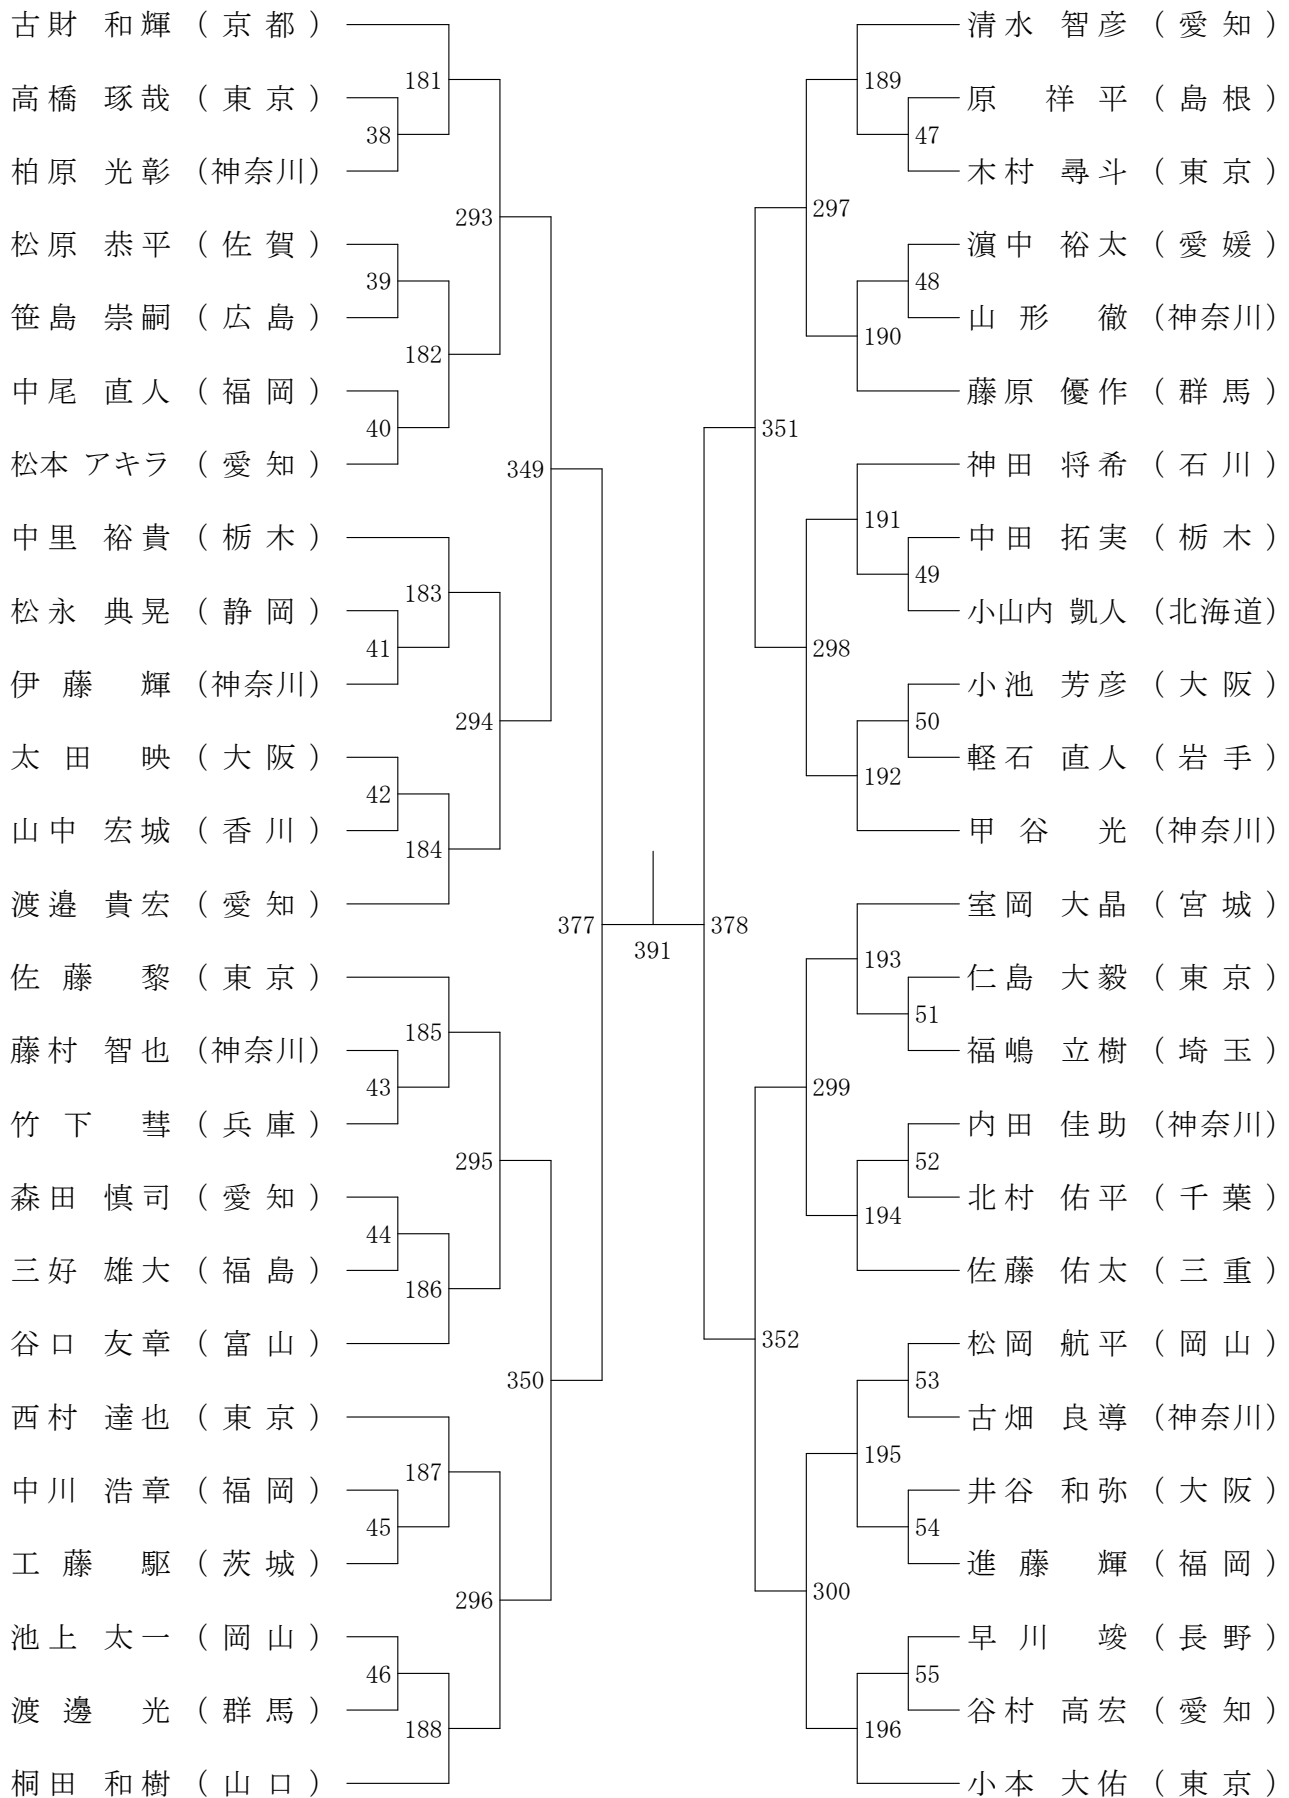 古財 和輝 ( 京 都 )
181
高橋 琢哉 ( 東 京 )
38
柏原 光彰 (神奈川)
293
松原 恭平 ( 佐 賀 )
39
笹島 崇嗣 ( 広 島 )
182
中尾 直人 ( 福 岡 )
40
松本 アキラ ( 愛 知 )
349
中里 裕貴 ( 栃 木 )
183
松永 典晃 ( 静 岡 )
41
伊藤 輝 (神奈川)
294
太田 映 ( 大 阪 )
42
山中 宏城 ( 香 川 )
184
渡邉 貴宏 ( 愛 知 )
377
佐藤 黎 ( 東 京 )
185
藤村 智也 (神奈川)
43
竹下 彗 ( 兵 庫 )
295
森田 慎司 ( 愛 知 )
44
三好 雄大 ( 福 島 )
186
谷口 友章 ( 富 山 )
350
西村 達也 ( 東 京 )
187
中川 浩章 ( 福 岡 )
45
工藤 駆 ( 茨 城 )
296
池上 太一 ( 岡 山 )
46
渡邊 光 ( 群 馬 )
188
桐田 和樹 ( 山 口 )
391
清水 智彦 ( 愛 知 )
189
原 祥平 ( 島 根 )
47
木村 尋斗 ( 東 京 )
297
濵中 裕太 ( 愛 媛 )
48
山形 徹 (神奈川)
190
藤原 優作 ( 群 馬 )
351
神田 将希 ( 石 川 )
191
中田 拓実 ( 栃 木 )
49
小山内 凱人 (北海道)
298
小池 芳彦 ( 大 阪 )
50
軽石 直人 ( 岩 手 )
192
甲谷 光 (神奈川)
室岡 大晶 ( 宮 城 )
378
193
仁島 大毅 ( 東 京 )
51
福嶋 立樹 ( 埼 玉 )
299
内田 佳助 (神奈川)
52
北村 佑平 ( 千 葉 )
194
佐藤 佑太 ( 三 重 )
352
松岡 航平 ( 岡 山 )
53
古畑 良導 (神奈川)
195
井谷 和弥 ( 大 阪 )
54
進藤 輝 ( 福 岡 )
300
早川 竣 ( 長 野 )
55
谷村 高宏 ( 愛 知 )
196
小本 大佑 ( 東 京 )